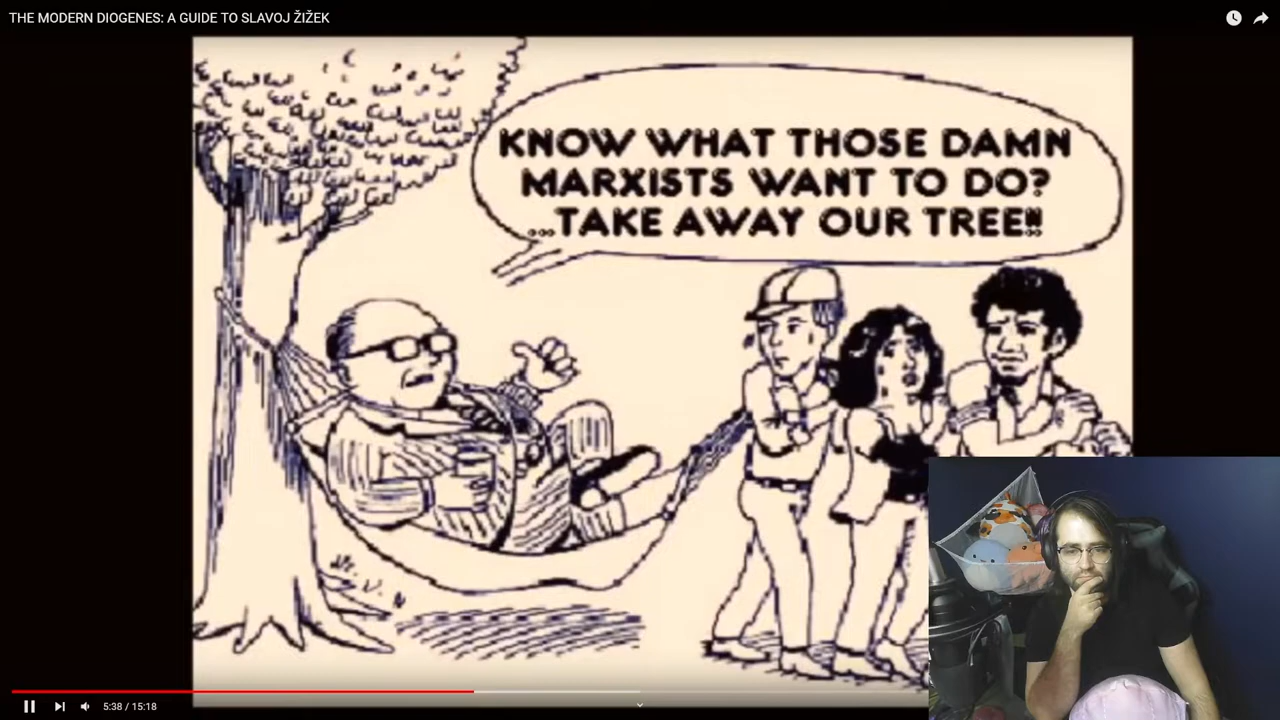 THE MODERN DIOGENES: A GUIDE TO SLAVOJ ŽIŽEK
KNOW WHAT THOSE DAMN
MARXISTS WANT TO DO?
...TAKE AWAY OUR TREE!!
5:38 / 15:18